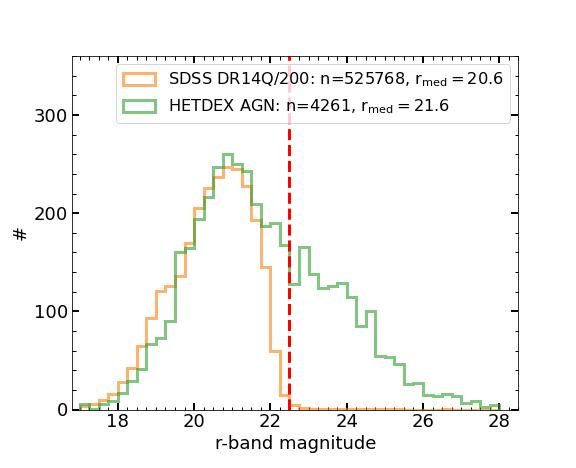 SDSS DR14Q/200: n=525768, r_med = 20.6
HETDEX AGN: n=4261, r_med = 21.6
300
200
100
0
#
18 20 22 24 26 28
r-band magnitude